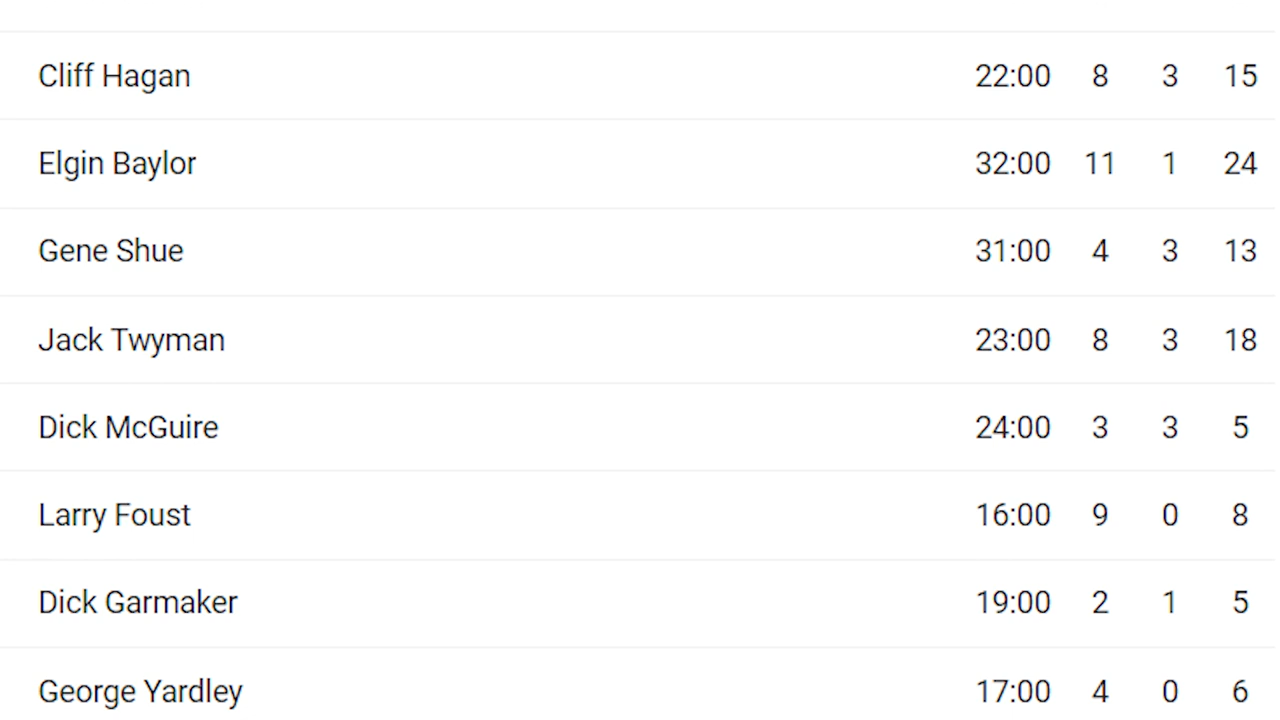 Cliff Hagan 22:00 8 3 15
Elgin Baylor 32:00 11 1 24
Gene Shue 31:00 4 3 13
Jack Twyman 23:00 8 3 18
Dick McGuire 24:00 3 3 5
Larry Foust 16:00 9 0 8
Dick Garmaker 19:00 2 1 5
George Yardley 17:00 4 0 6